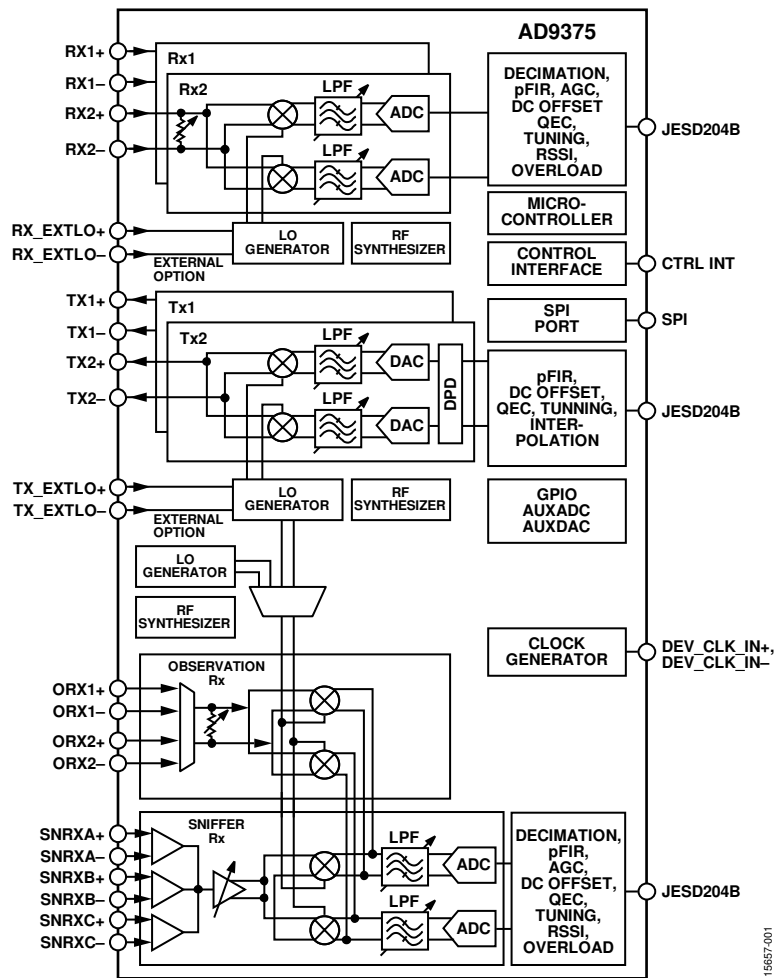 AD9375
RX1+
RX1–
RX2+
RX2–
Rx1
Rx2
LPF
ADC
LPF
ADC
DECIMATION,
pFIR, AGC,
DC OFFSET
QEC,
TUNING,
RSSI,
OVERLOAD
JESD204B
MICRO-
CONTROLLER
RX_EXTLO+
RX_EXTLO–
EXTERNAL
OPTION
LO
GENERATOR
RF
SYNTHESIZER
CONTROL
INTERFACE
CTRL INT
SPI
PORT
SPI
TX1+
TX1–
TX2+
TX2–
Tx1
Tx2
LPF
DAC
LPF
DAC
DPD
pFIR,
DC OFFSET,
QEC, TUNNING,
INTER-
POLATION
JESD204B
TX_EXTLO+
TX_EXTLO–
EXTERNAL
OPTION
LO
GENERATOR
RF
SYNTHESIZER
GPIO
AUXADC
AUXDAC
LO
GENERATOR
RF
SYNTHESIZER
CLOCK
GENERATOR
DEV_CLK_IN+,
DEV_CLK_IN–
OBSERVATION
Rx
ORX1+
ORX1–
ORX2+
ORX2–
SNRXA+
SNRXA–
SNRXB+
SNRXB–
SNRXC+
SNRXC–
SNIFFER
Rx
LPF
ADC
LPF
ADC
DECIMATION,
pFIR,
AGC,
DC OFFSET,
QEC,
TUNING,
RSSI,
OVERLOAD
JESD204B
15657-001